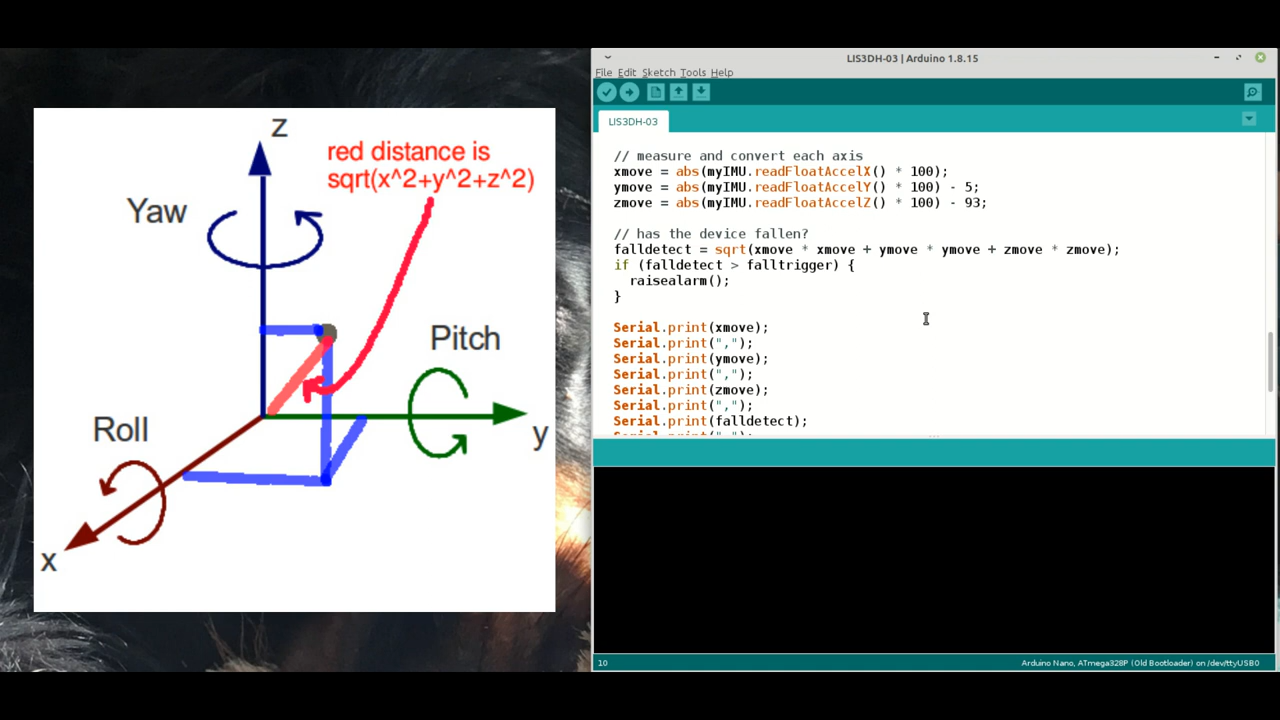 z
red distance is
sqrt(x^2+y^2+z^2)
Yaw
Pitch
Roll
y
x
LIS3DH-03 | Arduino 1.8.15
File Edit Sketch Tools Help
LIS3DH-03
// measure and convert each axis
xmove = abs(myIMU.readFloatAccelX() * 100);
ymove = abs(myIMU.readFloatAccelY() * 100) - 5;
zmove = abs(myIMU.readFloatAccelZ() * 100) - 93;
// has the device fallen?
falldetect = sqrt(xmove * xmove + ymove * ymove + zmove * zmove);
if (falldetect > falltrigger) {
raisealarm();
}
Serial.print(xmove);
Serial.print(",");
Serial.print(ymove);
Serial.print(",");
Serial.print(zmove);
Serial.print(",");
Serial.print(falldetect);
10
Arduino Nano, ATmega328P (Old Bootloader) on /dev/ttyUSB0